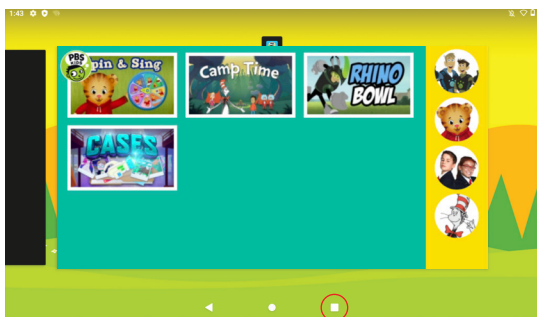 1:43
PBS
KIDS
Spin & Sing
Camp Time
RHINO
BOWL
CASES